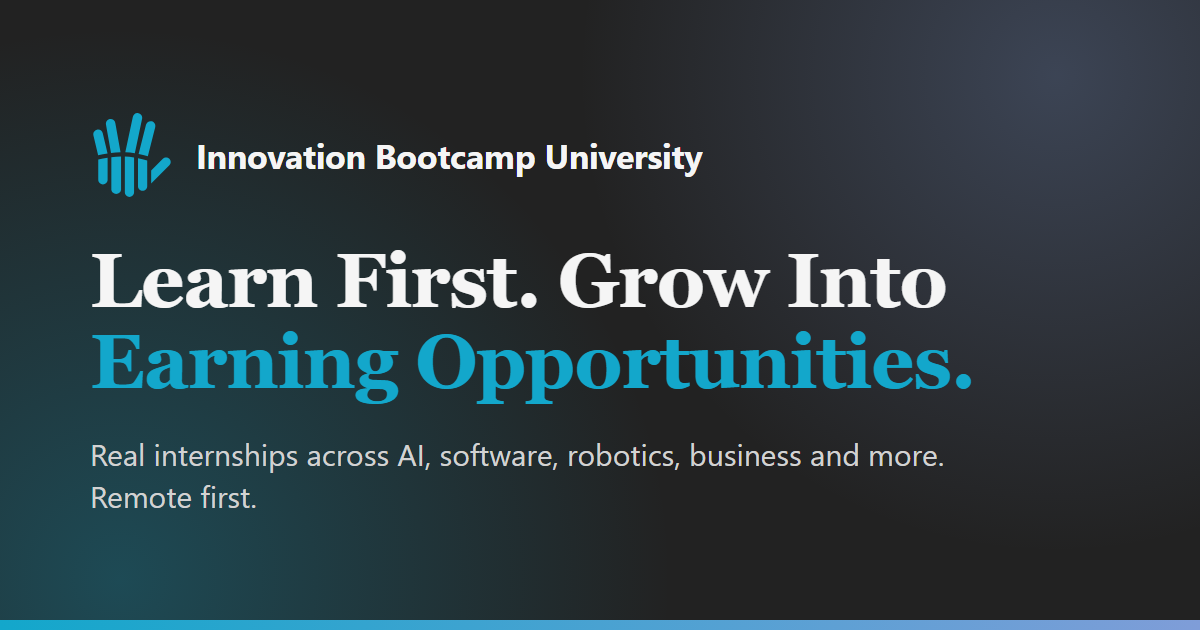 Innovation Bootcamp University
Learn First. Grow Into
Earning Opportunities.
Real internships across AI, software, robotics, business and more.
Remote first.